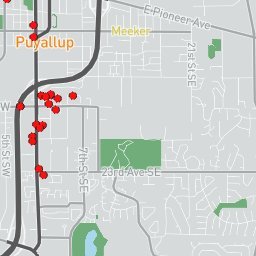 E Pioneer Ave
Meeker
Puyallup
21st St SE
W
5th St SW
7th St SE
23rd Ave SE